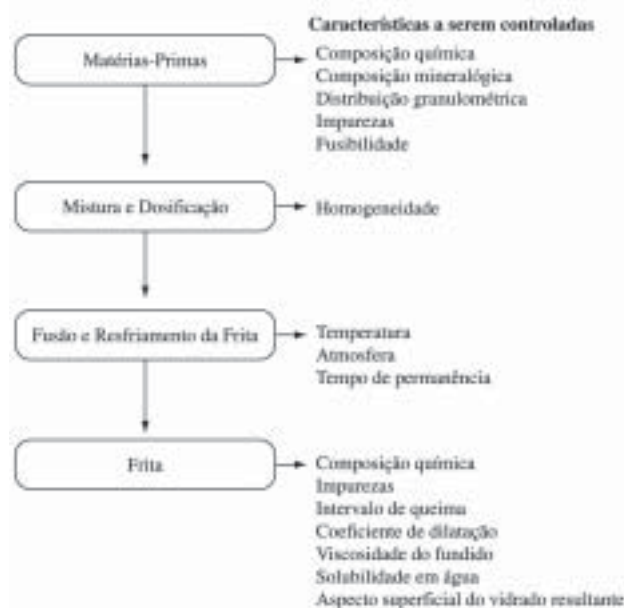 Características a serem controladas
Matérias-Primas
Composição química
Composição mineralógica
Distribuição granulométrica
Impurezas
Fusibilidade
Mistura e Dosificação
Homogeneidade
Fusão e Resfriamento da Frita
Temperatura
Atmosfera
Tempo de permanência
Frita
Composição química
Impurezas
Intervalo de queima
Coeficiente de dilatação
Viscosidade do fundido
Solubilidade em água
Aspecto superficial do vidrado resultante